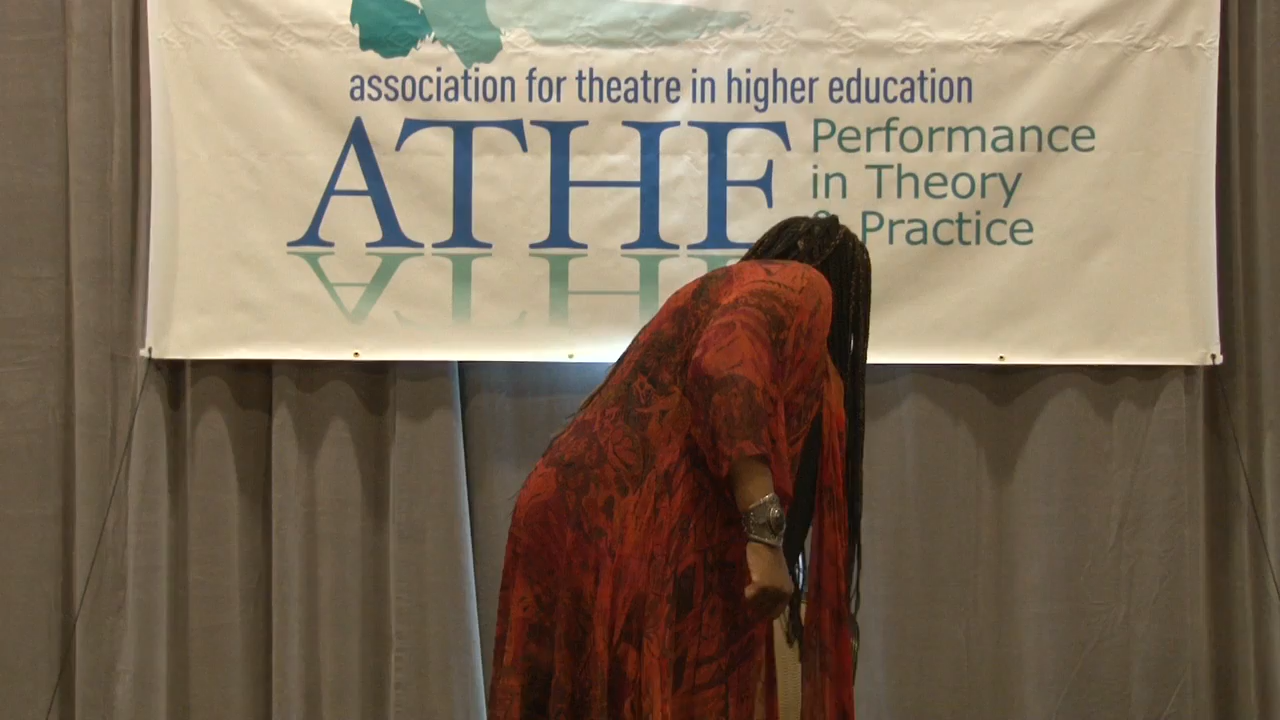 association for theatre in higher education
ATHE
Performance
in Theory
& Practice